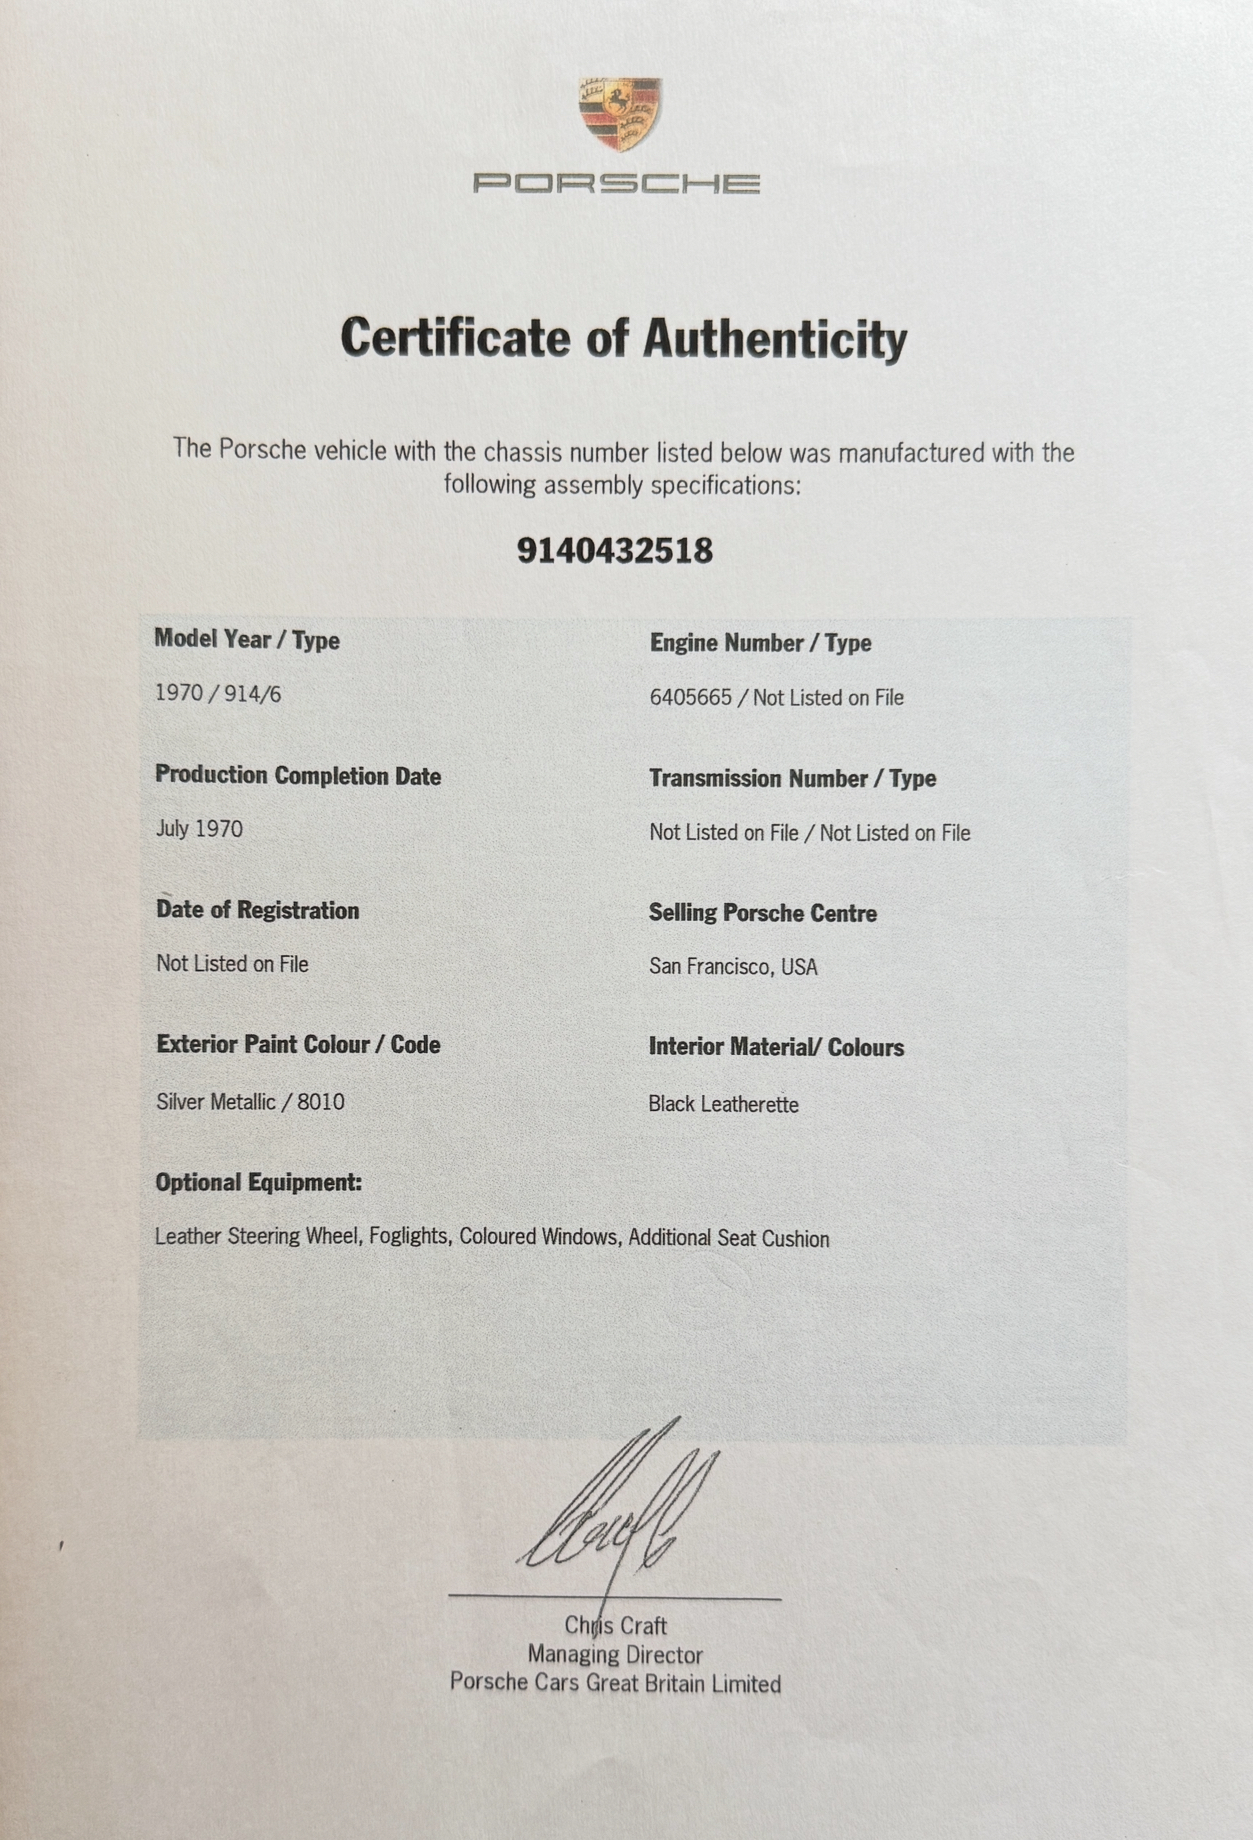 PORSCHE
Certificate of Authenticity
The Porsche vehicle with the chassis number listed below was manufactured with the
following assembly specifications:
9140432518
Model Year / Type
1970 / 914/6
Engine Number / Type
6405665 / Not Listed on File
Production Completion Date
July 1970
Transmission Number / Type
Not Listed on File / Not Listed on File
Date of Registration
Not Listed on File
Selling Porsche Centre
San Francisco, USA
Exterior Paint Colour / Code
Silver Metallic / 8010
Interior Material/ Colours
Black Leatherette
Optional Equipment:
Leather Steering Wheel, Foglights, Coloured Windows, Additional Seat Cushion
Chris Craft
Managing Director
Porsche Cars Great Britain Limited